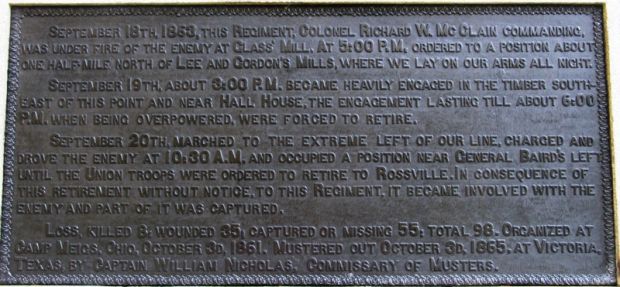 September 18th, 1863, this Regiment, Colonel Richard W. McClain commanding,
was under fire of the enemy at Glass' Mill. At 5:00 P.M. ordered to a position about
one half-mile north of Lee and Gordon's Mills, where we lay on our arms all night.
September 19th, about 3:00 P.M. became heavily engaged in the timber south-
east of this point and near Hall House, the engagement lasting till about 6:00
P.M. when being overpowered, were forced to retire.
September 20th, marched to the extreme left of our line, charged and
drove the enemy at 10:30 A.M. and occupied a position near General Baird's left
until the Union troops were ordered to retire to Rossville. In consequence of
this retirement without notice, to this Regiment, it became involved with the
enemy and part of it was captured.
Loss, killed 8; wounded 35; captured or missing 55; total 98. Organized at
Camp Meigs, Ohio, October 3d, 1861. Mustered out October 3d, 1865; at Victoria,
Texas by Captain William Nicholas, Commissary of Musters.